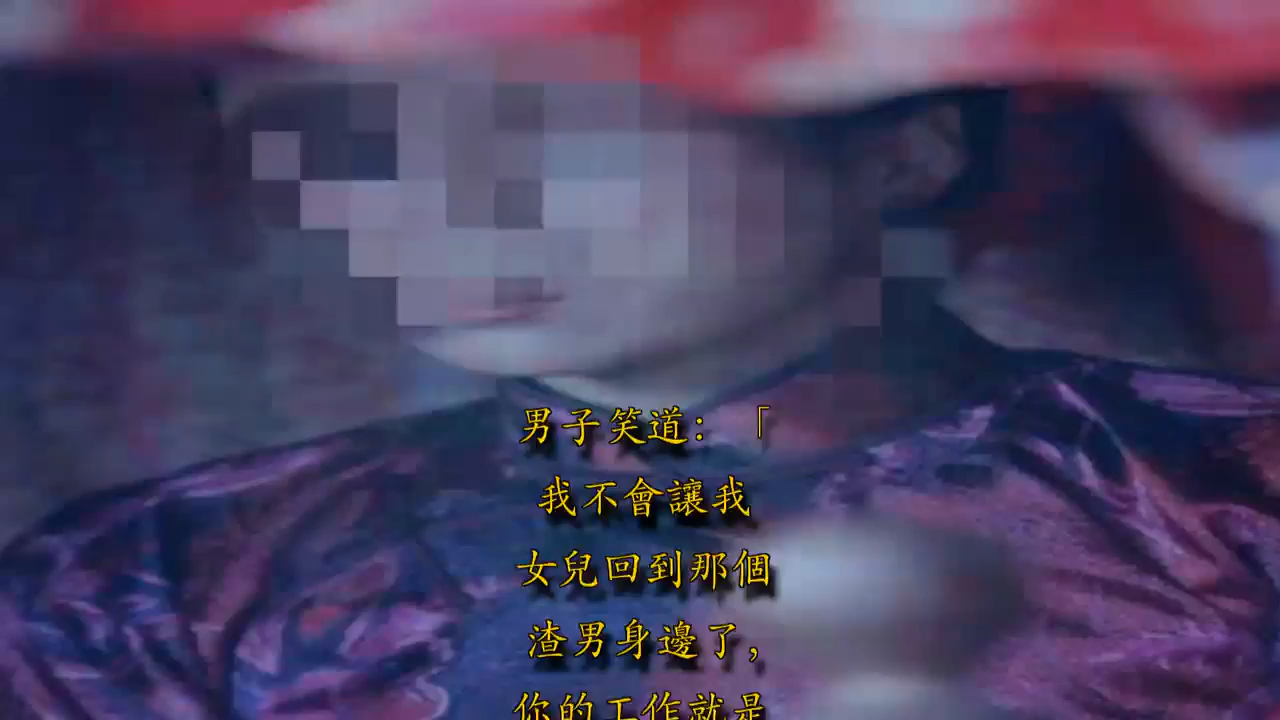 男子笑道：「
我不會讓我
女兒回到那個
渣男身邊了，
你的工作就是